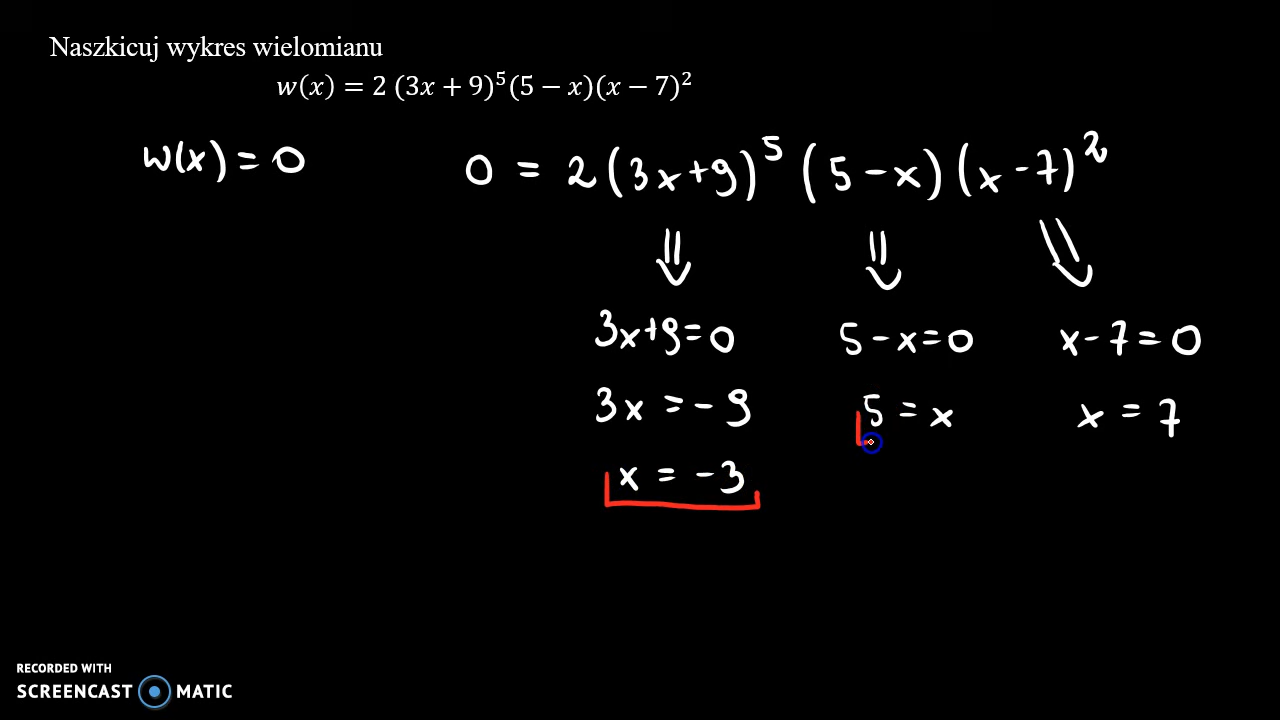 Naszkicuj wykres wielomianu
w(x) = 2 (3x + 9)⁵(5 − x)(x − 7)²
w(x) = 0 0 = 2(3x+9)⁵(5−x)(x−7)²
⇓ ⇓ ⇓
3x+9=0 5−x=0 x−7=0
3x = −9 5 = x x = 7
x = −3
RECORDED WITH
SCREENCAST MATIC